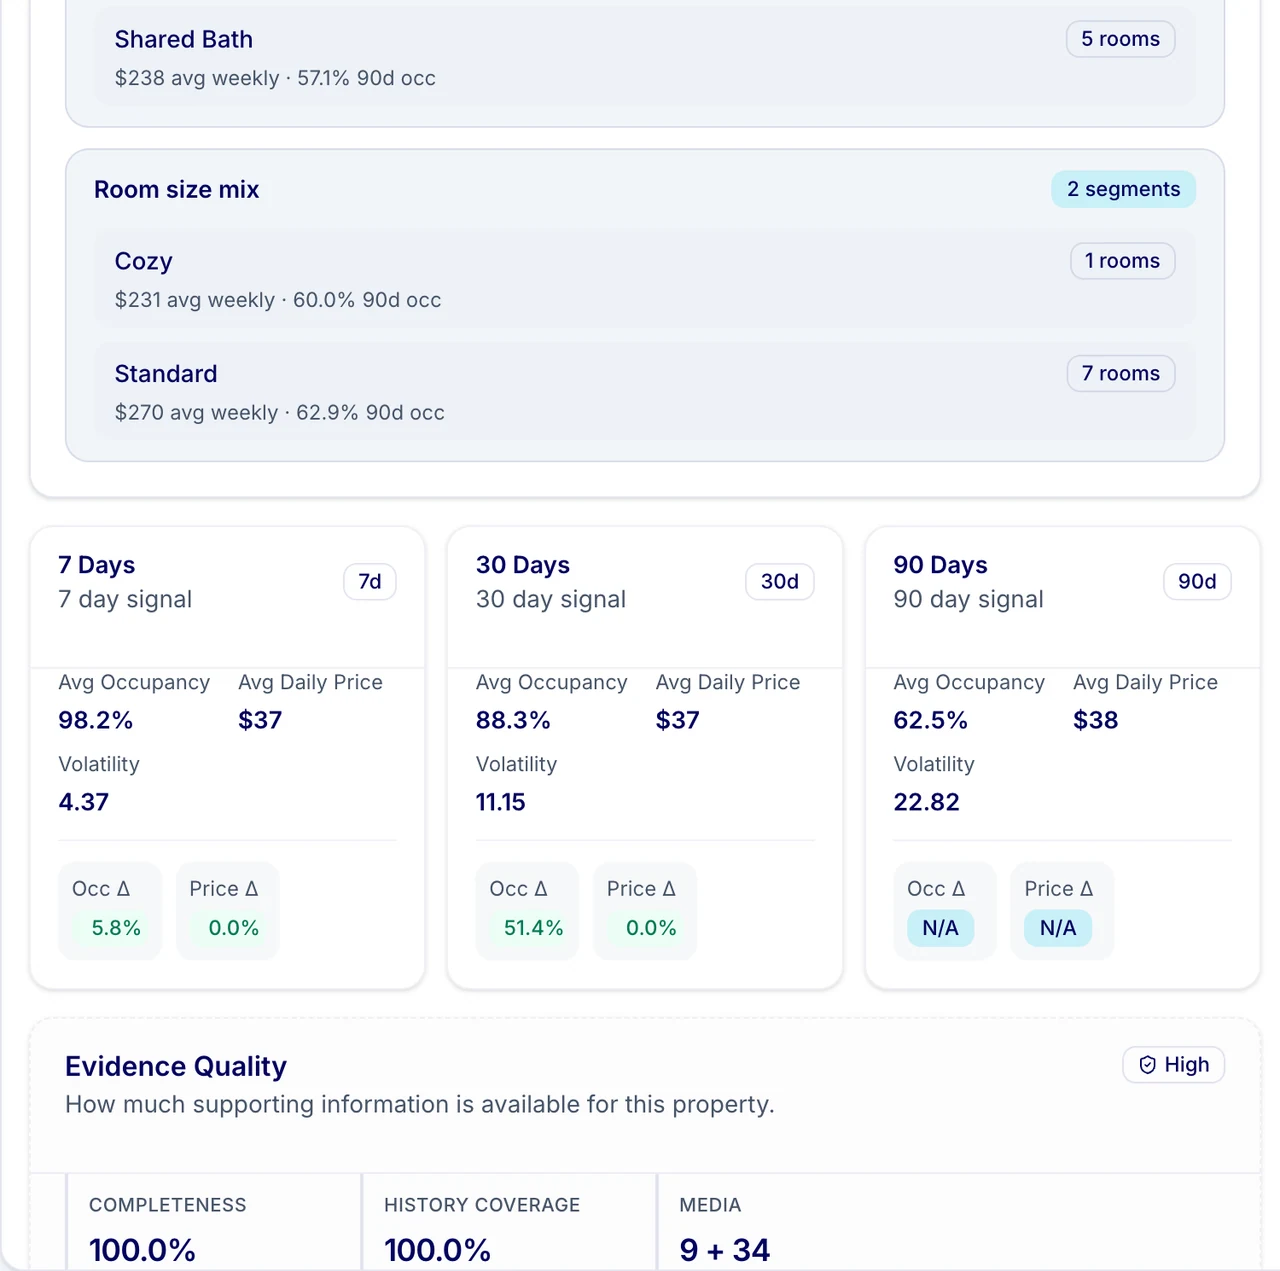 Shared Bath
5 rooms
$238 avg weekly · 57.1% 90d occ
Room size mix
2 segments
Cozy
1 rooms
$231 avg weekly · 60.0% 90d occ
Standard
7 rooms
$270 avg weekly · 62.9% 90d occ
7 Days
7 day signal
7d
Avg Occupancy
Avg Daily Price
98.2%
$37
Volatility
4.37
Occ Δ
Price Δ
5.8%
0.0%
30 Days
30 day signal
30d
Avg Occupancy
Avg Daily Price
88.3%
$37
Volatility
11.15
Occ Δ
Price Δ
51.4%
0.0%
90 Days
90 day signal
90d
Avg Occupancy
Avg Daily Price
62.5%
$38
Volatility
22.82
Occ Δ
Price Δ
N/A
N/A
Evidence Quality
High
How much supporting information is available for this property.
COMPLETENESS
100.0%
HISTORY COVERAGE
100.0%
MEDIA
9 + 34